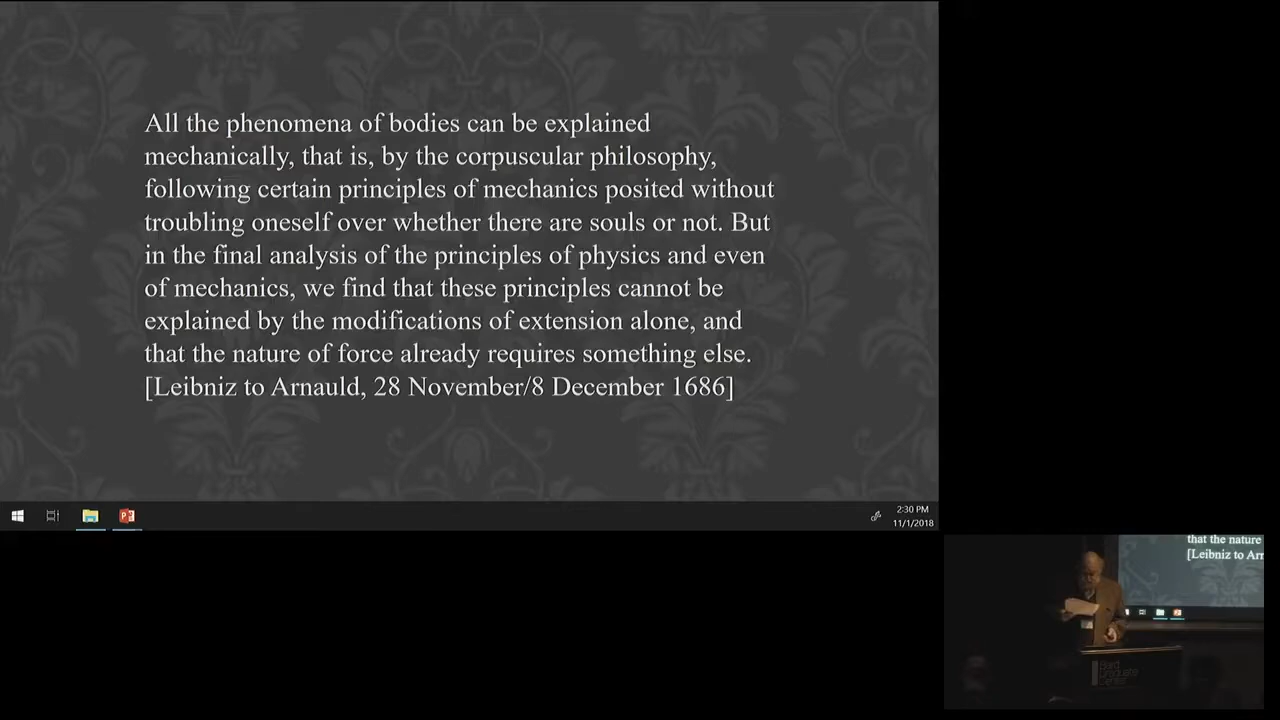 All the phenomena of bodies can be explained
mechanically, that is, by the corpuscular philosophy,
following certain principles of mechanics posited without
troubling oneself over whether there are souls or not. But
in the final analysis of the principles of physics and even
of mechanics, we find that these principles cannot be
explained by the modifications of extension alone, and
that the nature of force already requires something else.
[Leibniz to Arnauld, 28 November/8 December 1686]
2:30 PM
11/1/2018
that the nature
[Leibniz to Arr
Bard
Graduate
Center